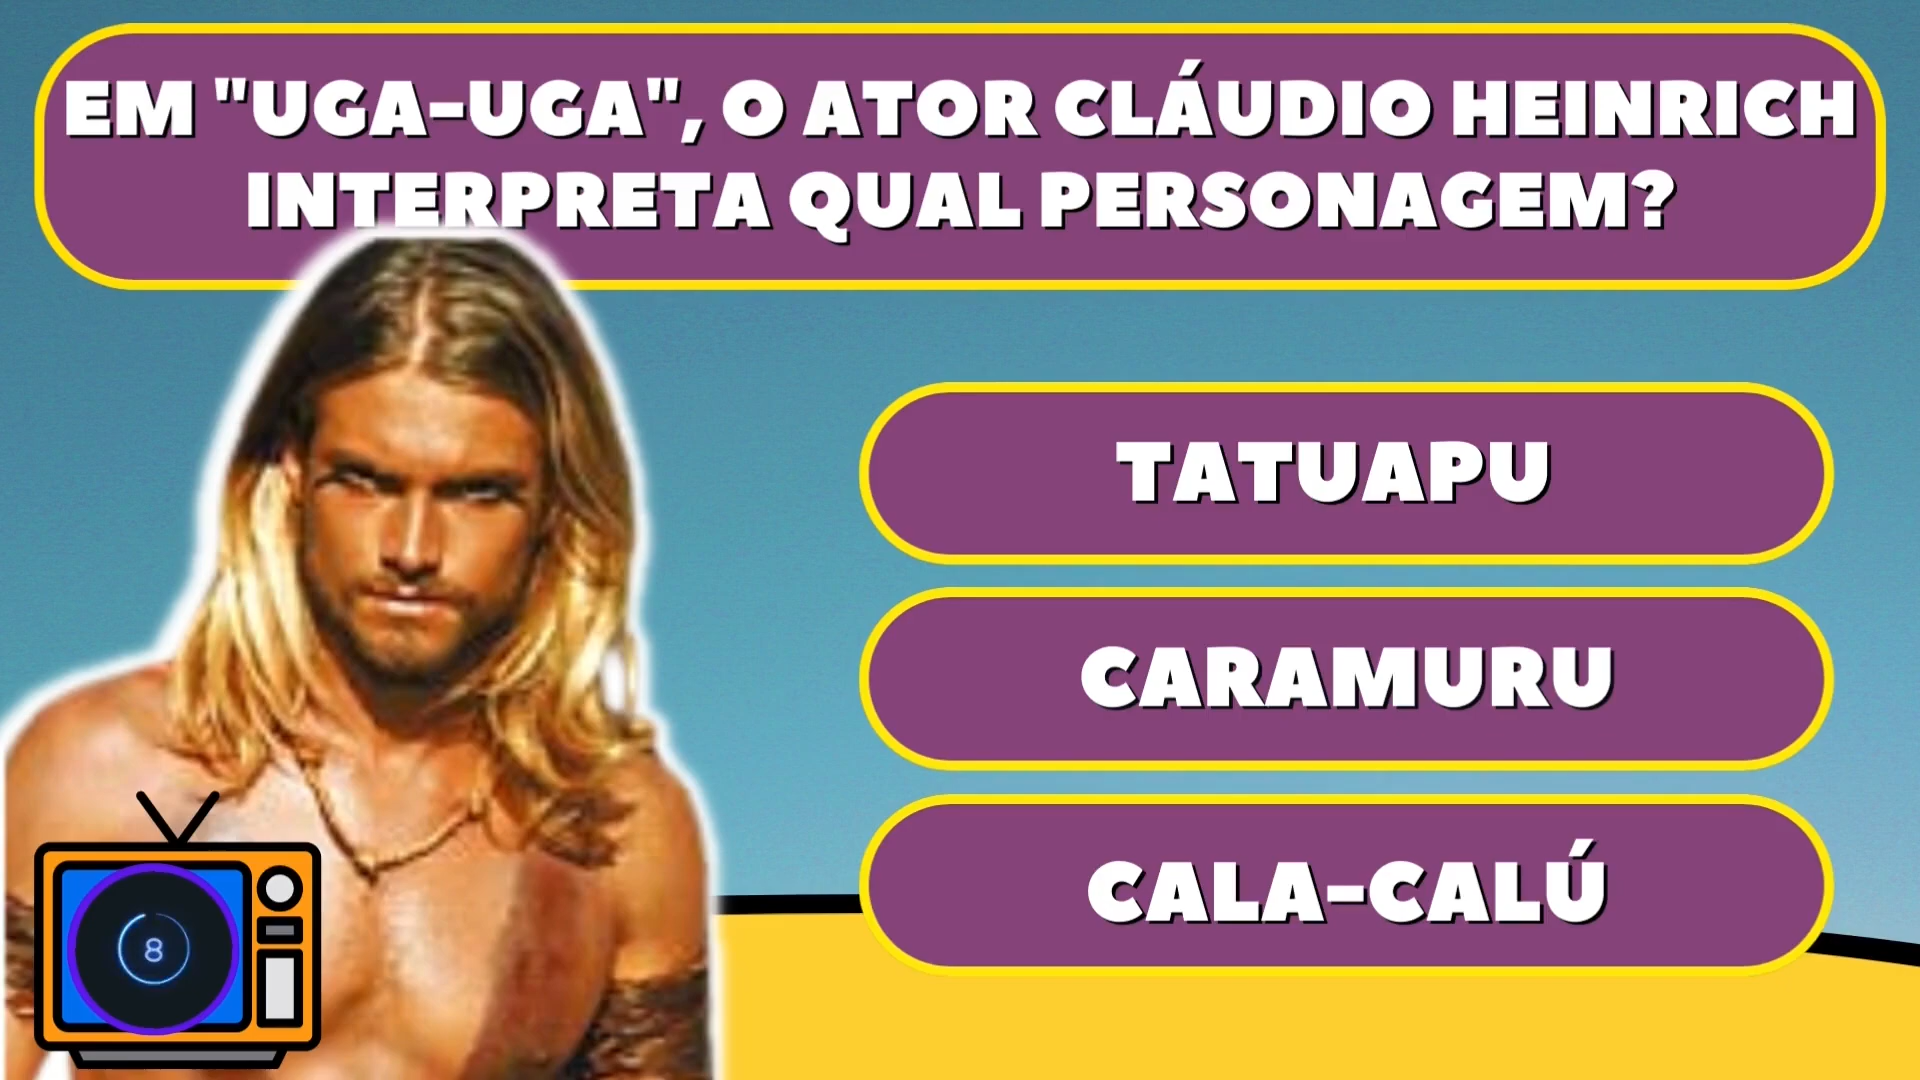 EM "UGA-UGA", O ATOR CLÁUDIO HEINRICH
INTERPRETA QUAL PERSONAGEM?
TATUAPU
CARAMURU
CALA-CALÚ
8